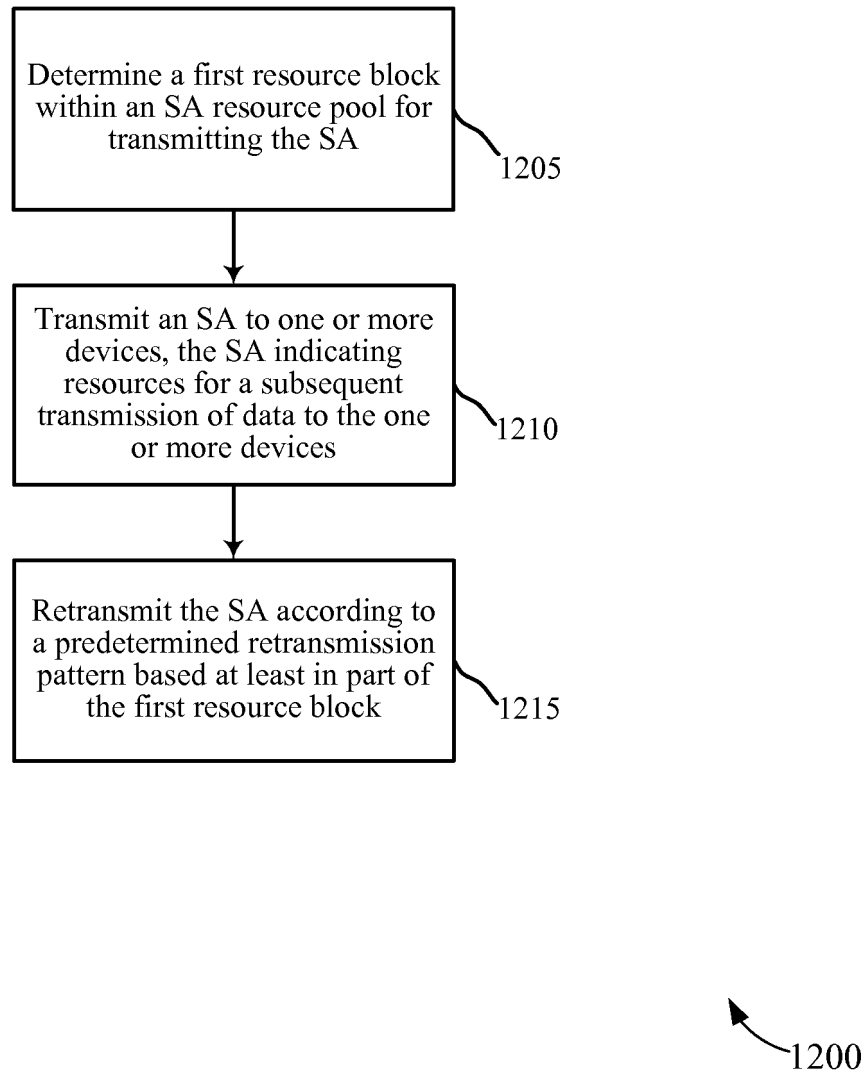 Determine a first resource block
within an SA resource pool for
transmitting the SA
1205
Transmit an SA to one or more
devices, the SA indicating
resources for a subsequent
transmission of data to the one
or more devices
1210
Retransmit the SA according to
a predetermined retransmission
pattern based at least in part of
the first resource block
1215
1200